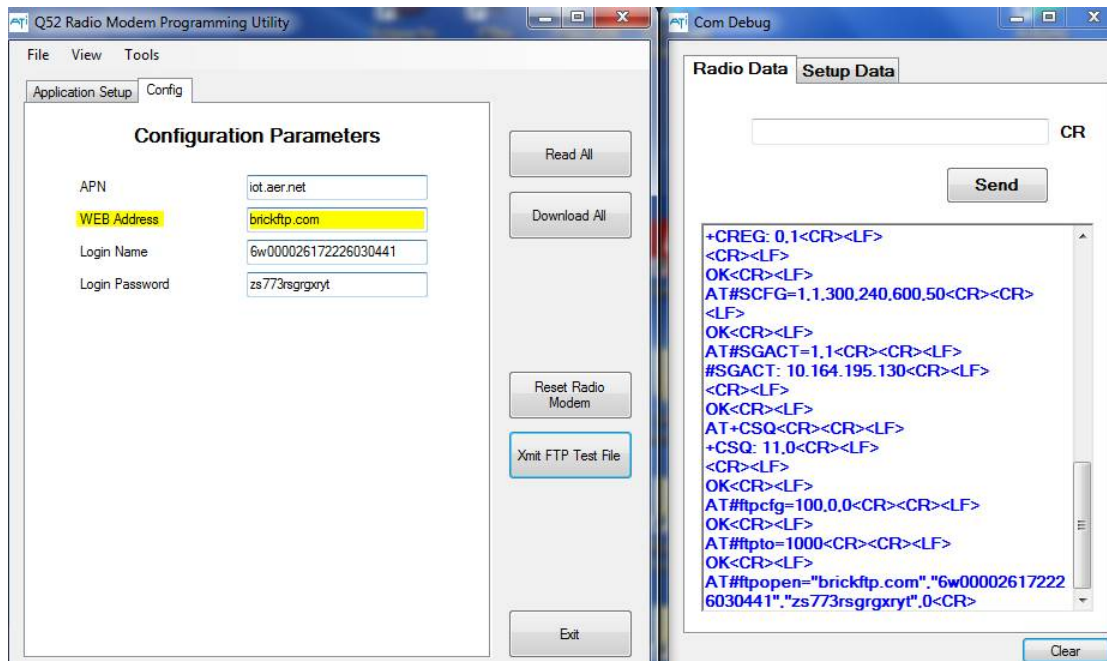 ATi Q52 Radio Modem Programming Utility
File View Tools
Application Setup Config
Configuration Parameters
APN iot.aer.net
WEB Address brickftp.com
Login Name 6w000026172226030441
Login Password zs773rsgrgxryt
Read All
Download All
Reset Radio
Modem
Xmit FTP Test File
Exit
ATi Com Debug
Radio Data Setup Data
CR
Send
+CREG: 0,1<CR><LF>
<CR><LF>
OK<CR><LF>
AT#SCFG=1,1,300,240,600,50<CR><CR>
<LF>
OK<CR><LF>
AT#SGACT=1,1<CR><CR><LF>
#SGACT: 10.164.195.130<CR><LF>
<CR><LF>
OK<CR><LF>
AT+CSQ<CR><CR><LF>
+CSQ: 11,0<CR><LF>
<CR><LF>
OK<CR><LF>
AT#ftpcfg=100,0,0<CR><CR><LF>
OK<CR><LF>
AT#ftpto=1000<CR><CR><LF>
OK<CR><LF>
AT#ftpopen="brickftp.com","6w00002617222
6030441","zs773rsgrgxryt",0<CR>
Clear